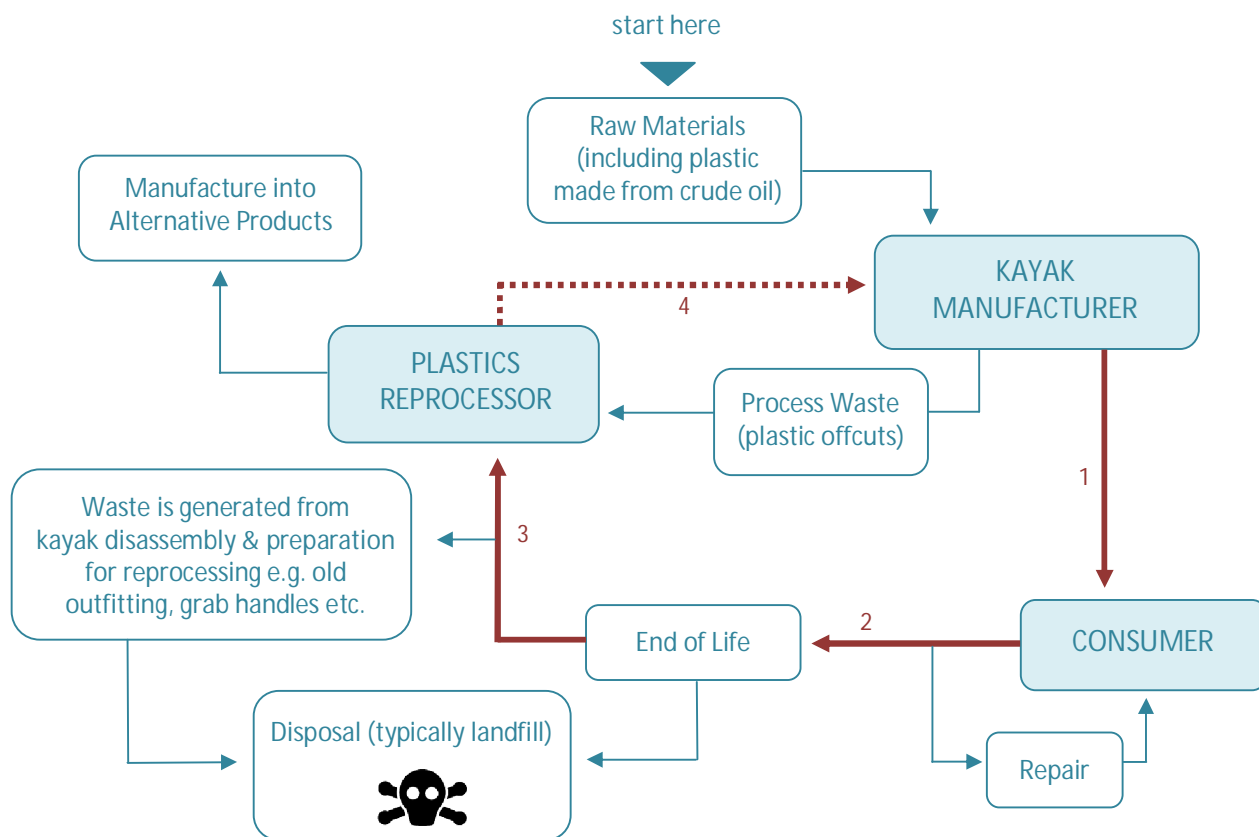 start here
Raw Materials
(including plastic
made from crude oil)
Manufacture into
Alternative Products
KAYAK
MANUFACTURER
4
PLASTICS
REPROCESSOR
Process Waste
(plastic offcuts)
1
Waste is generated from
kayak disassembly & preparation
for reprocessing e.g. old
outfitting, grab handles etc.
3
2
End of Life
CONSUMER
Disposal (typically landfill)
Repair